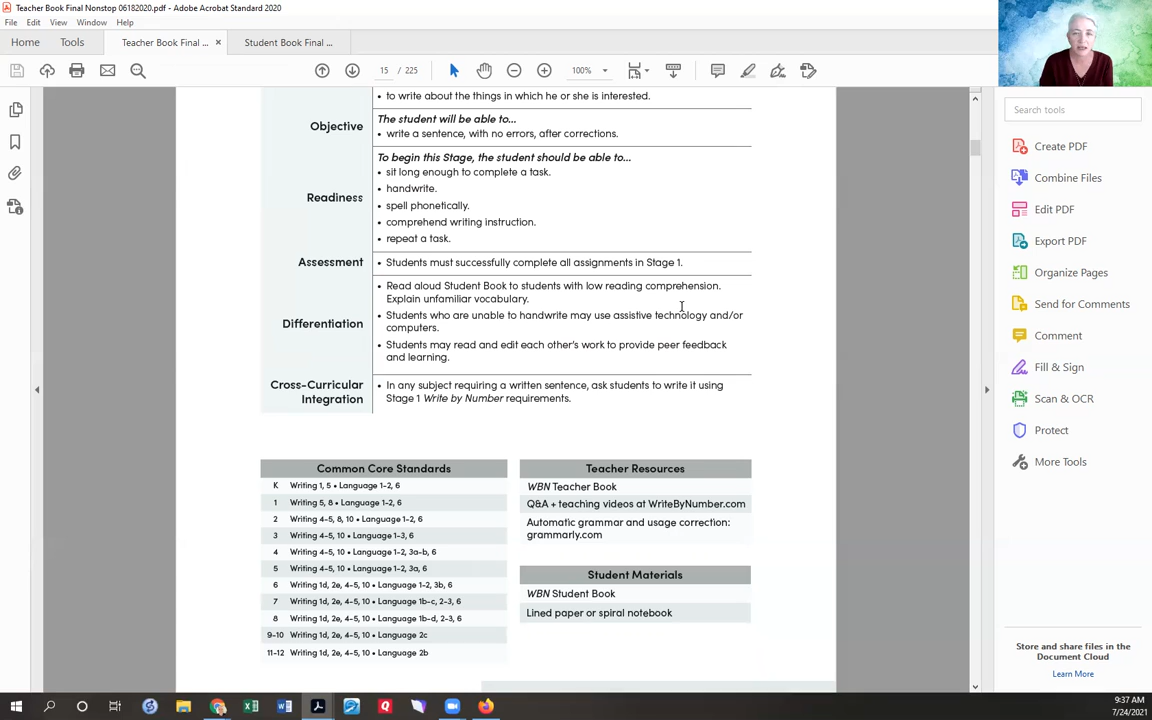 Teacher Book Final Nonstop 06182020.pdf - Adobe Acrobat Standard 2020
File Edit View Window Help
Home Tools Teacher Book Final ... × Student Book Final ...
15 / 225 100%
• to write about the things in which he or she is interested.
Objective
The student will be able to...
• write a sentence, with no errors, after corrections.
Readiness
To begin this Stage, the student should be able to...
• sit long enough to complete a task.
• handwrite.
• spell phonetically.
• comprehend writing instruction.
• repeat a task.
Assessment
• Students must successfully complete all assignments in Stage 1.
Differentiation
• Read aloud Student Book to students with low reading comprehension.
Explain unfamiliar vocabulary.
• Students who are unable to handwrite may use assistive technology and/or
computers.
• Students may read and edit each other's work to provide peer feedback
and learning.
Cross-Curricular
Integration
• In any subject requiring a written sentence, ask students to write it using
Stage 1 Write by Number requirements.
Common Core Standards
K Writing 1, 5 • Language 1-2, 6
1 Writing 5, 8 • Language 1-2, 6
2 Writing 4-5, 8, 10 • Language 1-2, 6
3 Writing 4-5, 10 • Language 1-3, 6
4 Writing 4-5, 10 • Language 1-2, 3a-b, 6
5 Writing 4-5, 10 • Language 1-2, 3a, 6
6 Writing 1d, 2e, 4-5, 10 • Language 1-2, 3b, 6
7 Writing 1d, 2e, 4-5, 10 • Language 1b-c, 2-3, 6
8 Writing 1d, 2e, 4-5, 10 • Language 1b-d, 2-3, 6
9-10 Writing 1d, 2e, 4-5, 10 • Language 2c
11-12 Writing 1d, 2e, 4-5, 10 • Language 2b
Teacher Resources
WBN Teacher Book
Q&A + teaching videos at WriteByNumber.com
Automatic grammar and usage correction:
grammarly.com
Student Materials
WBN Student Book
Lined paper or spiral notebook
Search tools
Create PDF
Combine Files
Edit PDF
Export PDF
Organize Pages
Send for Comments
Comment
Fill & Sign
Scan & OCR
Protect
More Tools
Store and share files in the
Document Cloud
Learn More
9:37 AM
7/24/2021